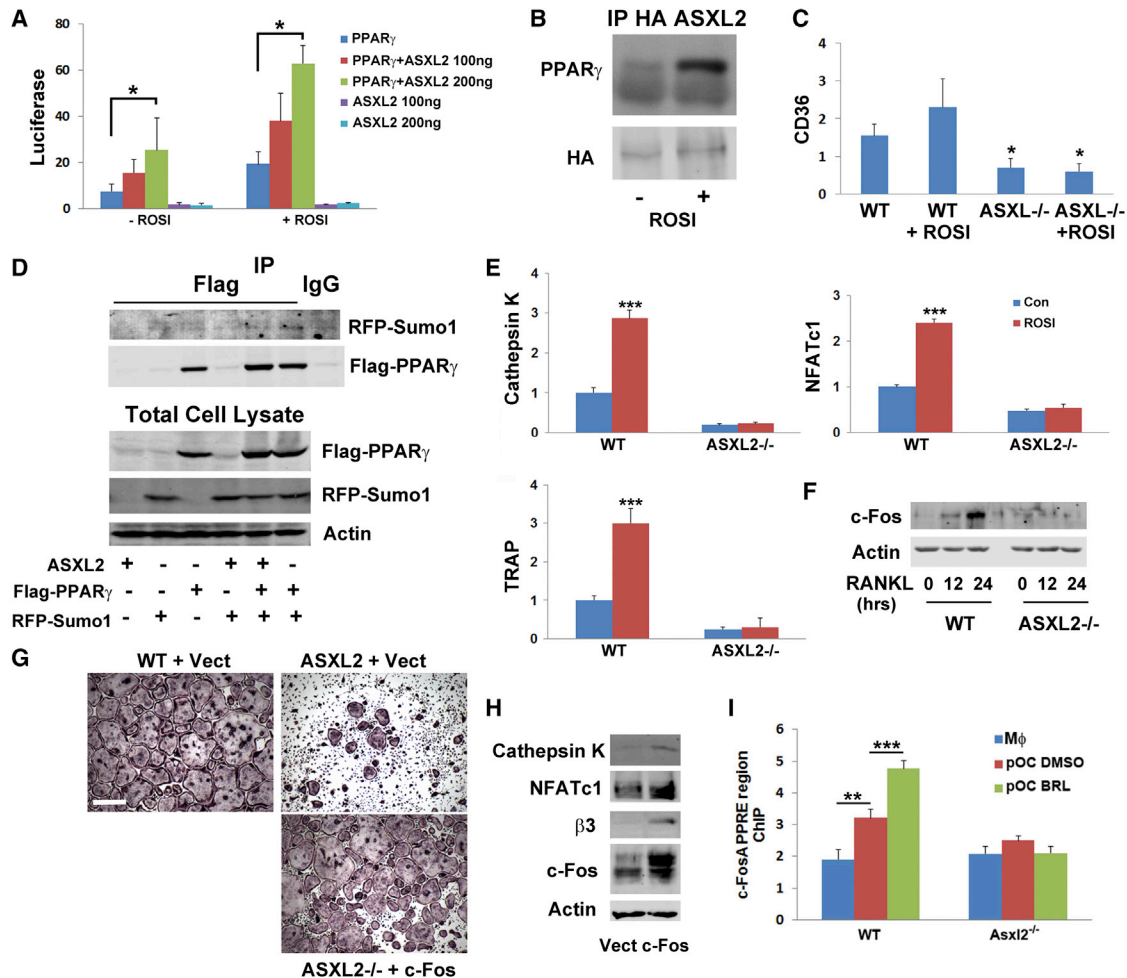 A
80
60
40
20
0
Luciferase
*
*
PPARγ
PPARγ+ASXL2 100ng
PPARγ+ASXL2 200ng
ASXL2 100ng
ASXL2 200ng
- ROSI
+ ROSI
B
IP HA ASXL2
PPARγ
HA
- +
ROSI
C
4
3
2
1
0
CD36
*
*
WT
WT + ROSI
ASXL-/-
ASXL-/- +ROSI
D
IP
Flag IgG
RFP-Sumo1
Flag-PPARγ
Total Cell Lysate
Flag-PPARγ
RFP-Sumo1
Actin
ASXL2 + - - + + -
Flag-PPARγ - - + - + +
RFP-Sumo1 - + - + + +
E
4
3
2
1
0
Cathepsin K
***
WT
ASXL2-/-
3
2
1
0
NFATc1
***
Con
ROSI
WT
ASXL2-/-
4
3
2
1
0
TRAP
***
WT
ASXL2-/-
F
c-Fos
Actin
RANKL 0 12 24 0 12 24
(hrs)
WT ASXL2-/-
G
WT + Vect
ASXL2 + Vect
ASXL2-/- + c-Fos
H
Cathepsin K
NFATc1
β3
c-Fos
Actin
Vect c-Fos
I
6
5
4
3
2
1
0
c-FosA PPRE region
ChIP
**
***
Mϕ
pOC DMSO
pOC BRL
WT
Asxl2-/-